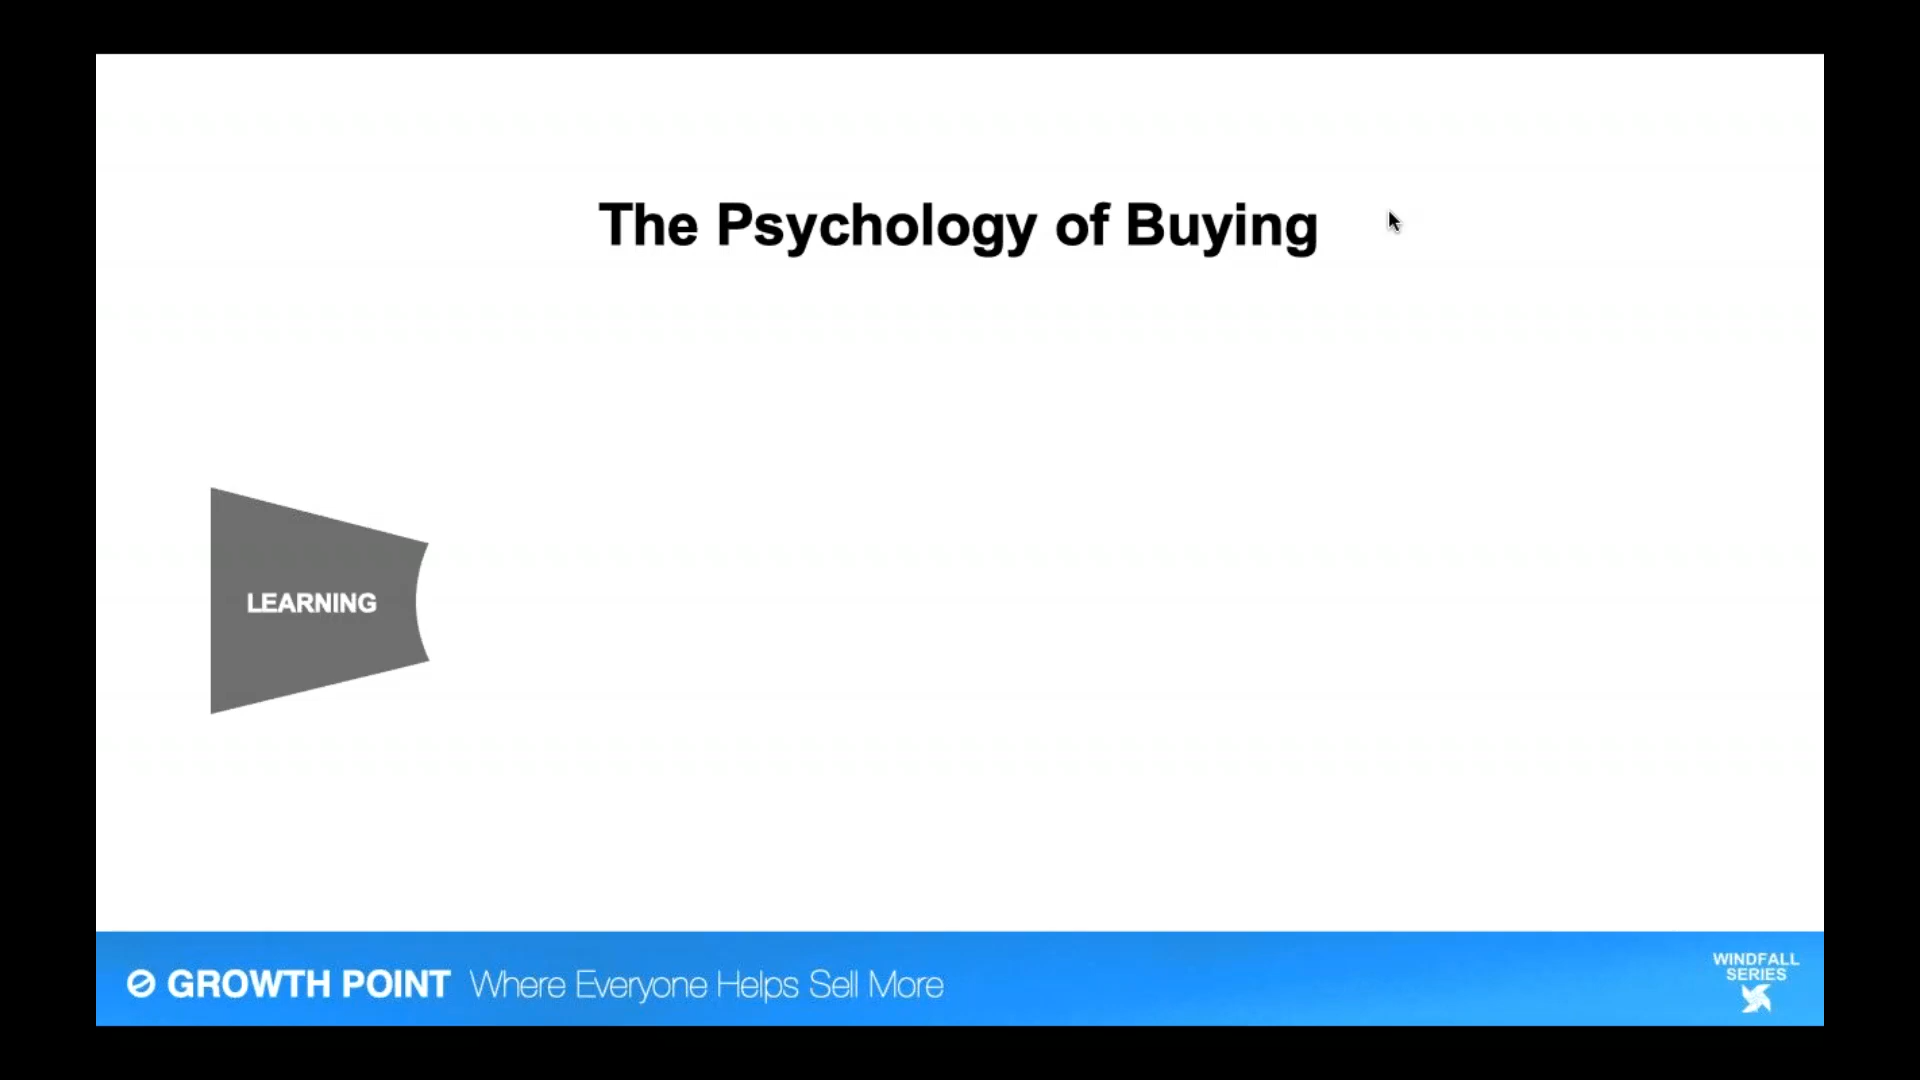 The Psychology of Buying
LEARNING
GROWTH POINT Where Everyone Helps Sell More
WINDFALL
SERIES